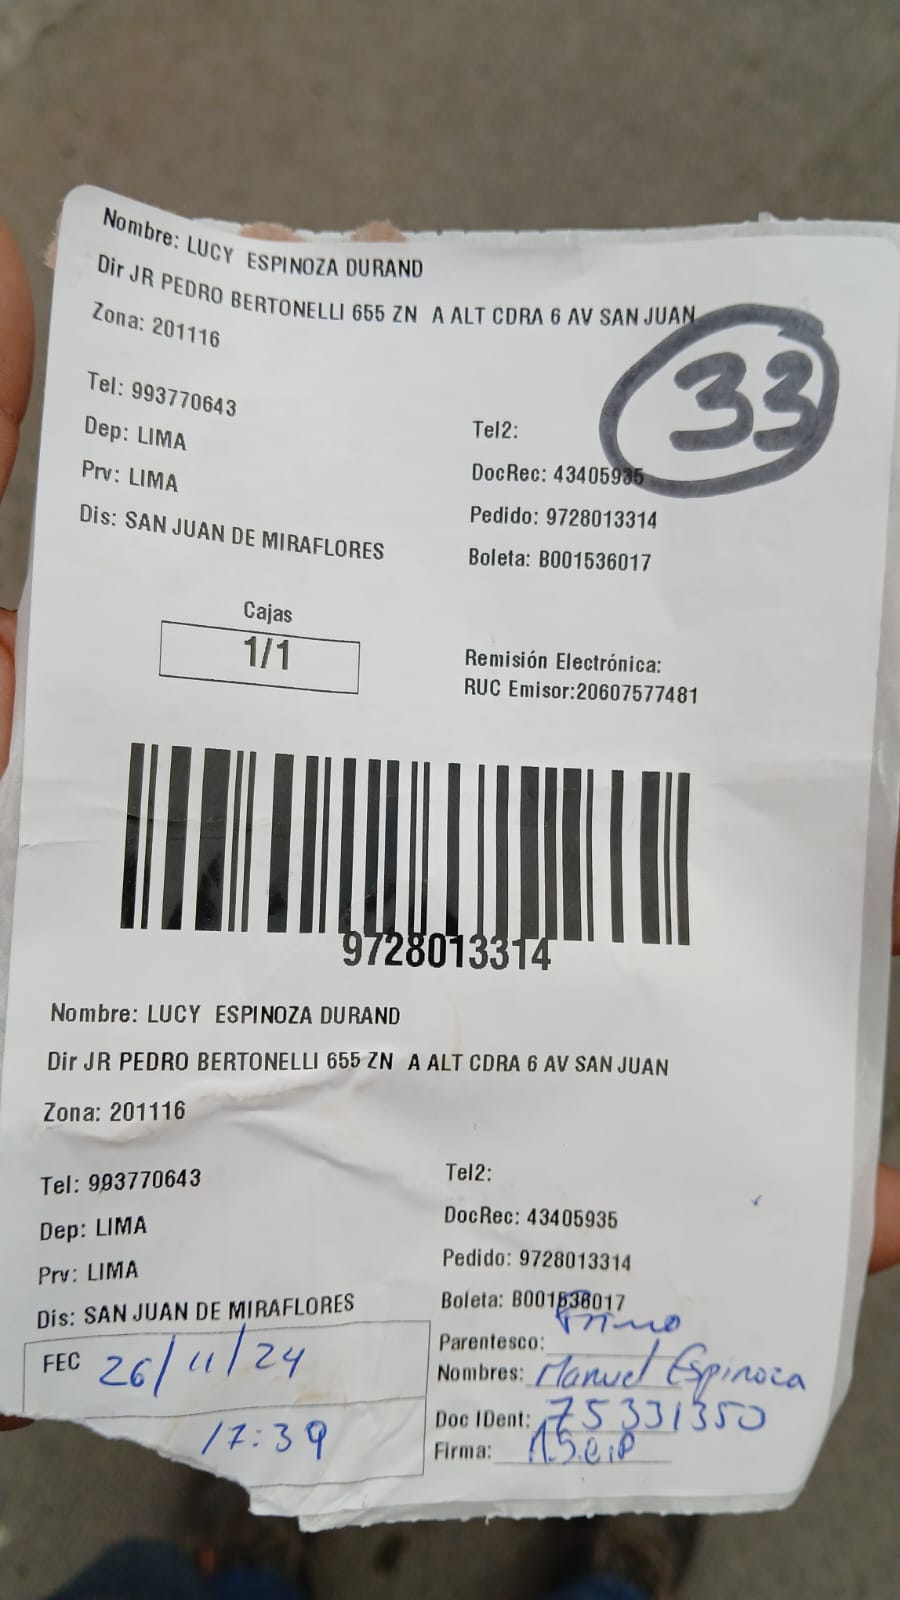 Nombre: LUCY ESPINOZA DURAND
Dir JR PEDRO BERTONELLI 655 ZN A ALT CDRA 6 AV SAN JUAN
Zona: 201116
33
Tel: 993770643
Tel2:
Dep: LIMA
DocRec: 43405935
Prv: LIMA
Pedido: 9728013314
Dis: SAN JUAN DE MIRAFLORES
Boleta: B001536017
Cajas
1/1
Remisión Electrónica:
RUC Emisor:20607577481
9728013314
Nombre: LUCY ESPINOZA DURAND
Dir JR PEDRO BERTONELLI 655 ZN A ALT CDRA 6 AV SAN JUAN
Zona: 201116
Tel: 993770643
Tel2:
Dep: LIMA
DocRec: 43405935
Prv: LIMA
Pedido: 9728013314
Dis: SAN JUAN DE MIRAFLORES
Boleta: B001536017
FEC 26/11/24
17:39
Parentesco: Primo
Nombres: Manuel Espinoza
Doc IDent: 75331350
Firma: